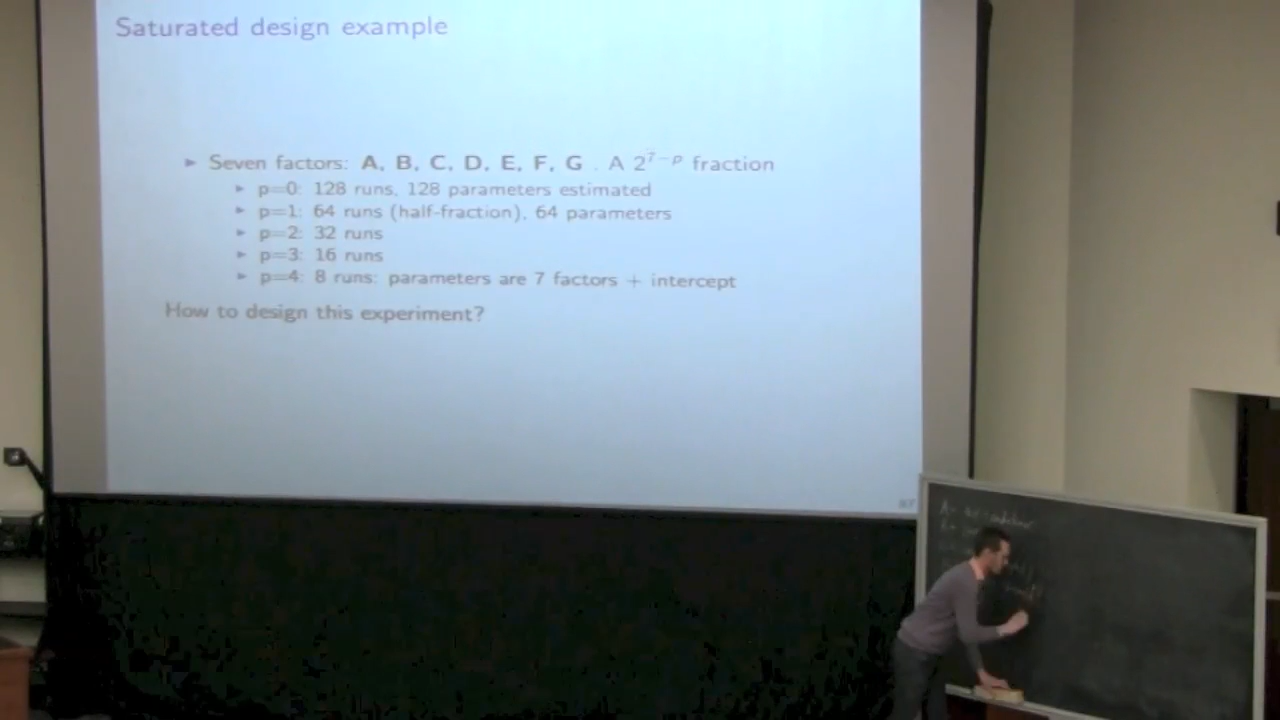 Saturated design example
▸ Seven factors: A, B, C, D, E, F, G . A 2^{7−p} fraction
▸ p=0: 128 runs, 128 parameters estimated
▸ p=1: 64 runs (half-fraction), 64 parameters
▸ p=2: 32 runs
▸ p=3: 16 runs
▸ p=4: 8 runs: parameters are 7 factors + intercept
How to design this experiment?